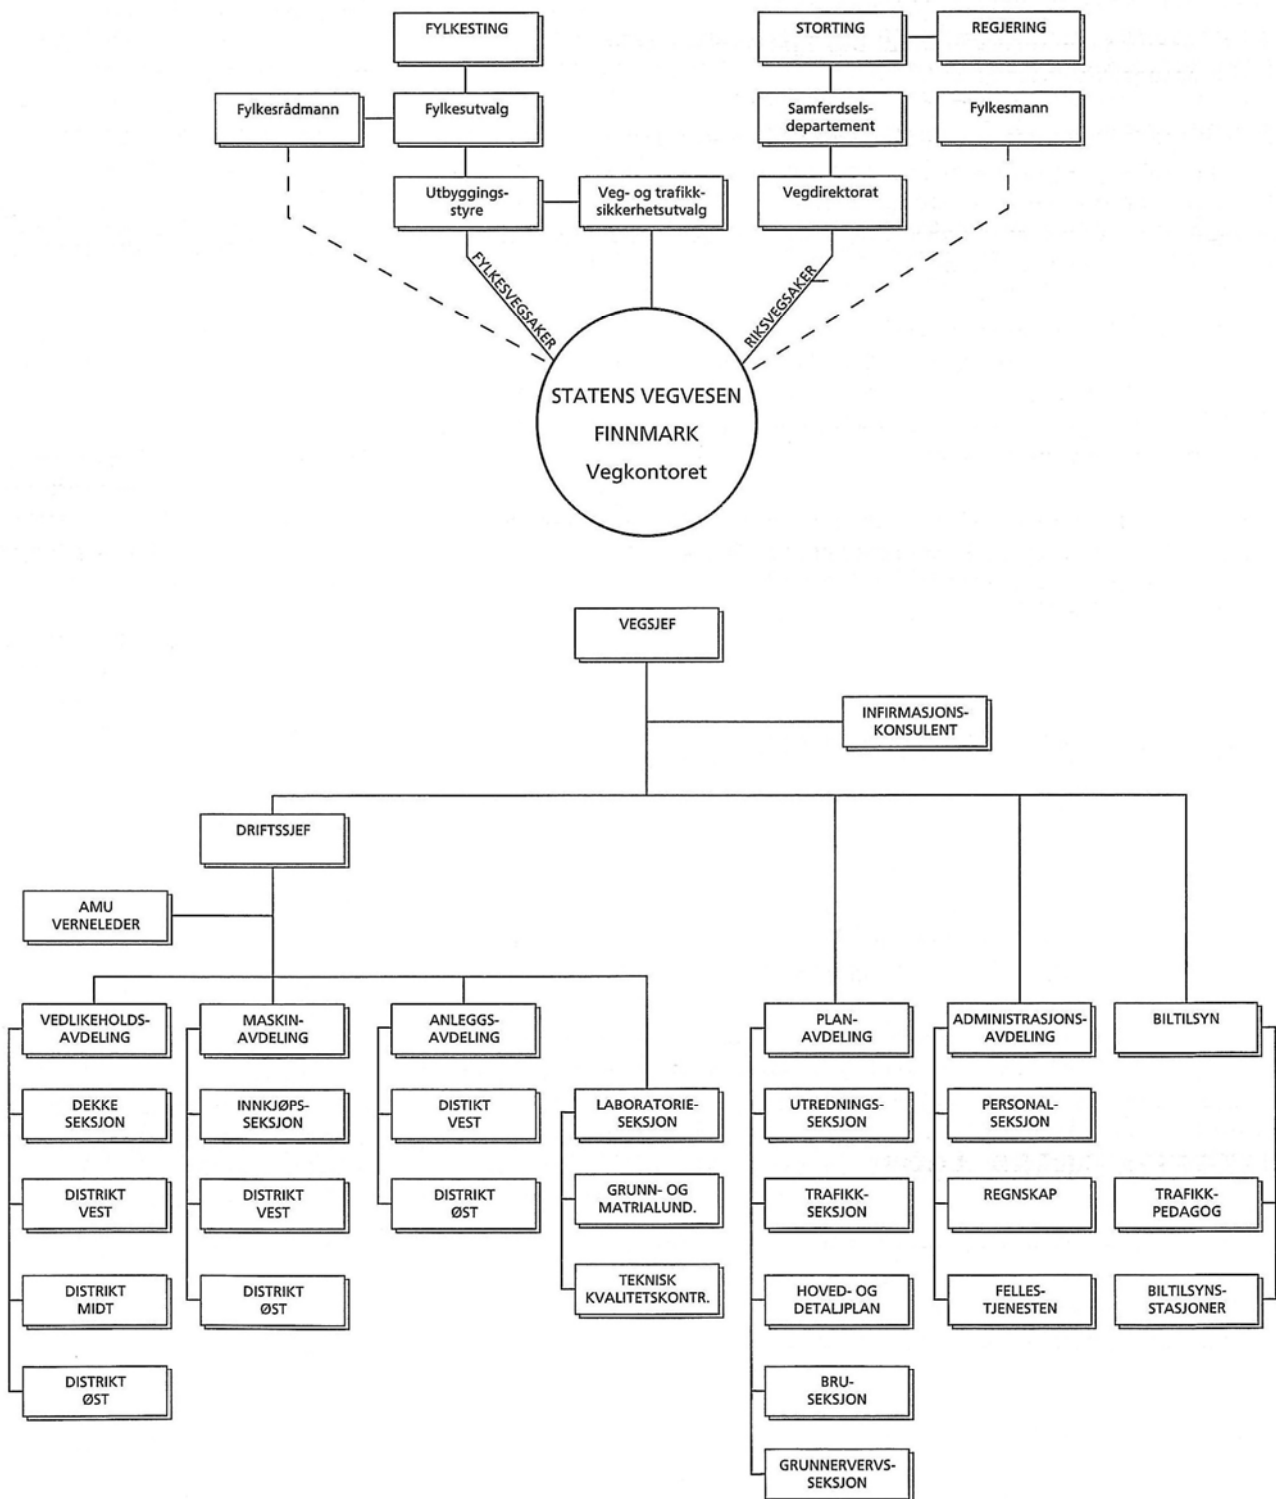 FYLKESTING
STORTING
REGJERING
Fylkesrådmann
Fylkesutvalg
Samferdsels-
departement
Fylkesmann
Utbyggings-
styre
Veg- og trafikk-
sikkerhetsutvalg
Vegdirektorat
FYLKESVEGSAKER
RIKSVEGSAKER
STATENS VEGVESEN
FINNMARK
Vegkontoret
VEGSJEF
INFIRMASJONS-
KONSULENT
DRIFTSSJEF
AMU
VERNELEDER
VEDLIKEHOLDS-
AVDELING
MASKIN-
AVDELING
ANLEGGS-
AVDELING
PLAN-
AVDELING
ADMINISTRASJONS-
AVDELING
BILTILSYN
DEKKE
SEKSJON
INNKJØPS-
SEKSJON
DISTIKT
VEST
LABORATORIE-
SEKSJON
UTREDNINGS-
SEKSJON
PERSONAL-
SEKSJON
DISTRIKT
VEST
DISTRIKT
VEST
DISTRIKT
ØST
GRUNN- OG
MATRIALUND.
TRAFIKK-
SEKSJON
REGNSKAP
TRAFIKK-
PEDAGOG
DISTRIKT
MIDT
DISTRIKT
ØST
TEKNISK
KVALITETSKONTR.
HOVED- OG
DETALJPLAN
FELLES-
TJENESTEN
BILTILSYNS-
STASJONER
DISTRIKT
ØST
BRU-
SEKSJON
GRUNNERVERVS-
SEKSJON